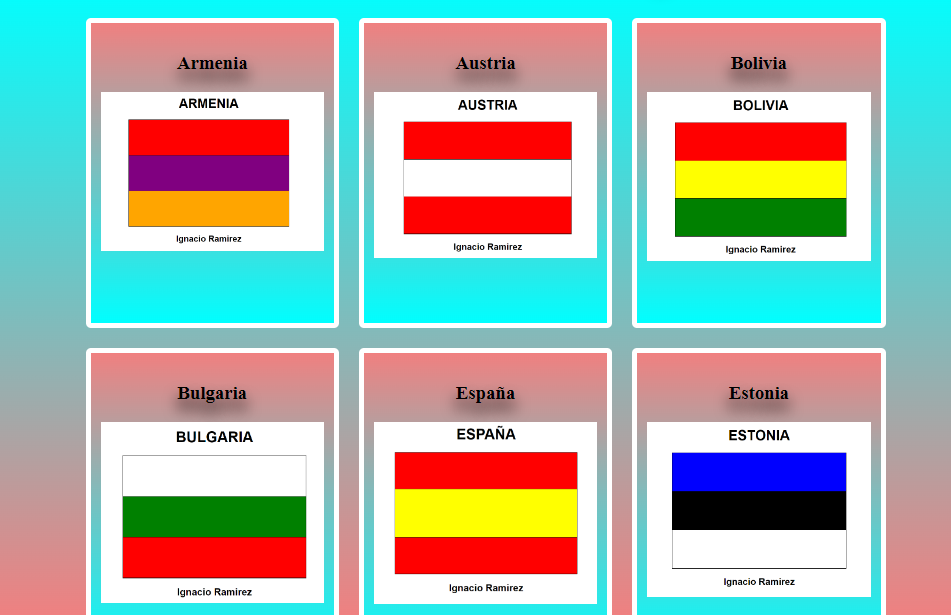 Armenia
ARMENIA
Ignacio Ramirez
Austria
AUSTRIA
Ignacio Ramirez
Bolivia
BOLIVIA
Ignacio Ramirez
Bulgaria
BULGARIA
Ignacio Ramirez
España
ESPAÑA
Ignacio Ramirez
Estonia
ESTONIA
Ignacio Ramirez